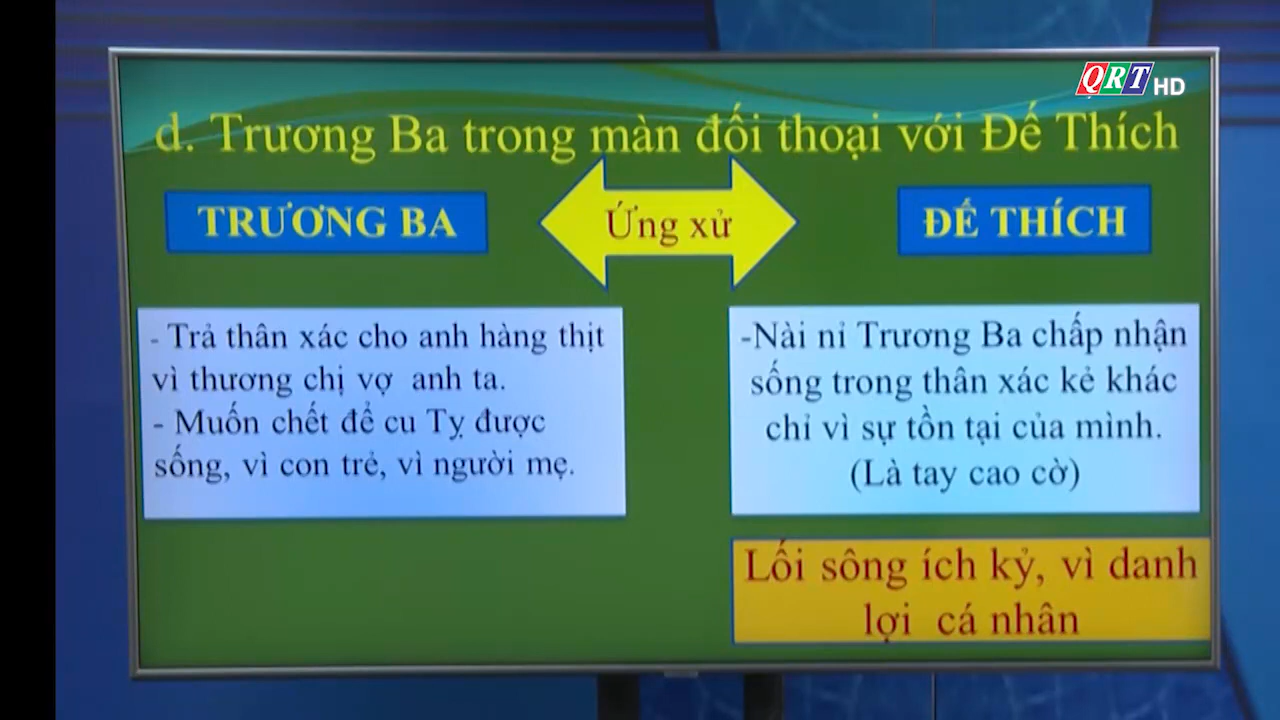 QRT HD
d. Trương Ba trong màn đối thoại với Đế Thích
TRƯƠNG BA
Ứng xử
ĐẾ THÍCH
- Trả thân xác cho anh hàng thịt
vì thương chị vợ anh ta.
- Muốn chết để cu Tỵ được
sống, vì con trẻ, vì người mẹ.
-Nài nỉ Trương Ba chấp nhận
sống trong thân xác kẻ khác
chỉ vì sự tồn tại của mình.
(Là tay cao cờ)
Lối sông ích kỷ, vì danh
lợi cá nhân